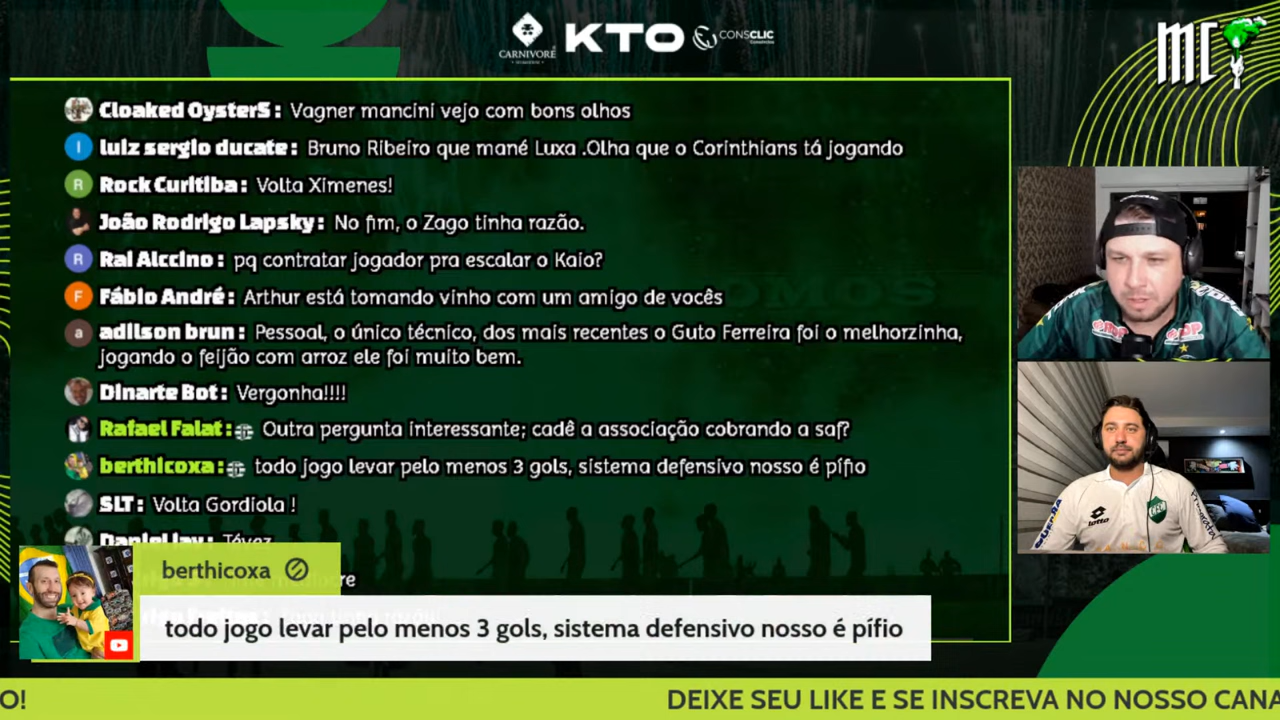 CARNIVORÉ
KTO
CONSCLIC
MC
Cloaked OysterS: Vagner mancini vejo com bons olhos
luiz sergio ducate: Bruno Ribeiro que mané Luxa .Olha que o Corinthians tá jogando
Rock Curitiba: Volta Ximenes!
João Rodrigo Lapsky: No fim, o Zago tinha razão.
Rai Alccino: pq contratar jogador pra escalar o Kaio?
Fábio André: Arthur está tomando vinho com um amigo de vocês
adilson brun: Pessoal, o único técnico, dos mais recentes o Guto Ferreira foi o melhorzinha,
jogando o feijão com arroz ele foi muito bem.
Dinarte Bot: Vergonha!!!!
Rafael Falat: Outra pergunta interessante; cadê a associação cobrando a saf?
berthicoxa: todo jogo levar pelo menos 3 gols, sistema defensivo nosso é pífio
SLT: Volta Gordiola !
Tévez
berthicoxa
todo jogo levar pelo menos 3 gols, sistema defensivo nosso é pífio
lotto
O!
DEIXE SEU LIKE E SE INSCREVA NO NOSSO CANA